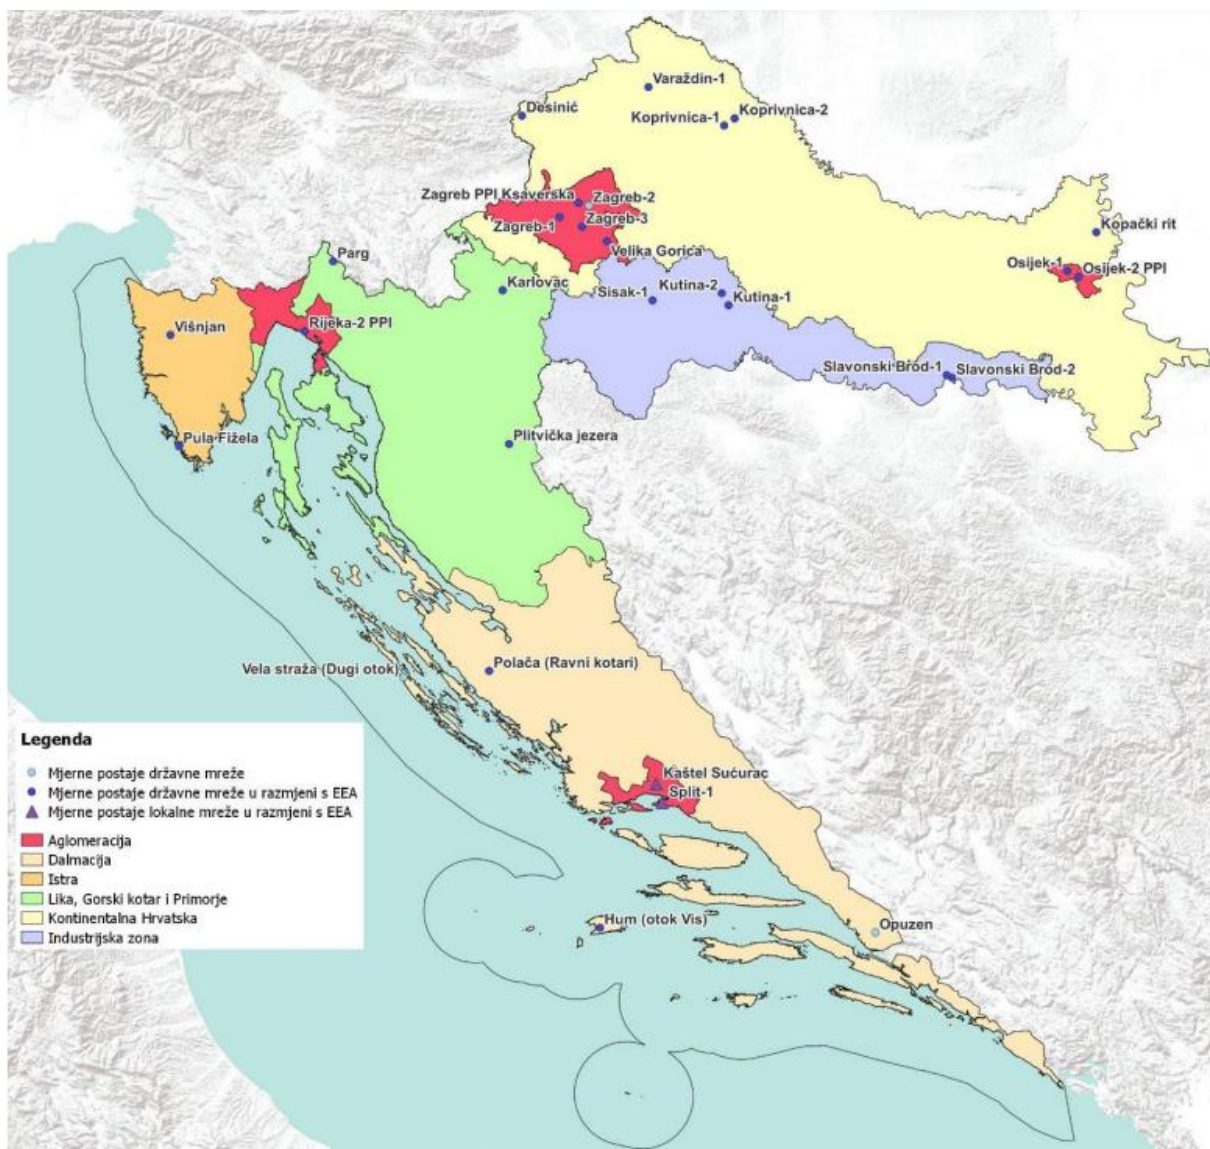 Varaždin-1
Desinić
Koprivnica-2
Koprivnica-1
Zagreb PPI Ksaverska
Zagreb-2
Zagreb-1
Zagreb-3
Kopački rit
Velika Gorica
Parg
Osijek-1
Osijek-2 PPI
Karlovac
Sisak-1
Kutina-2
Kutina-1
Višnjan
Rijeka-2 PPI
Slavonski Brod-1
Slavonski Brod-2
Pula Fižela
Plitvička jezera
Vela straža (Dugi otok)
Polača (Ravni kotari)
Kaštel Sućurac
Split-1
Hum (otok Vis)
Opuzen
Legenda
Mjerne postaje državne mreže
Mjerne postaje državne mreže u razmjeni s EEA
Mjerne postaje lokalne mreže u razmjeni s EEA
Aglomeracija
Dalmacija
Istra
Lika, Gorski kotar i Primorje
Kontinentalna Hrvatska
Industrijska zona